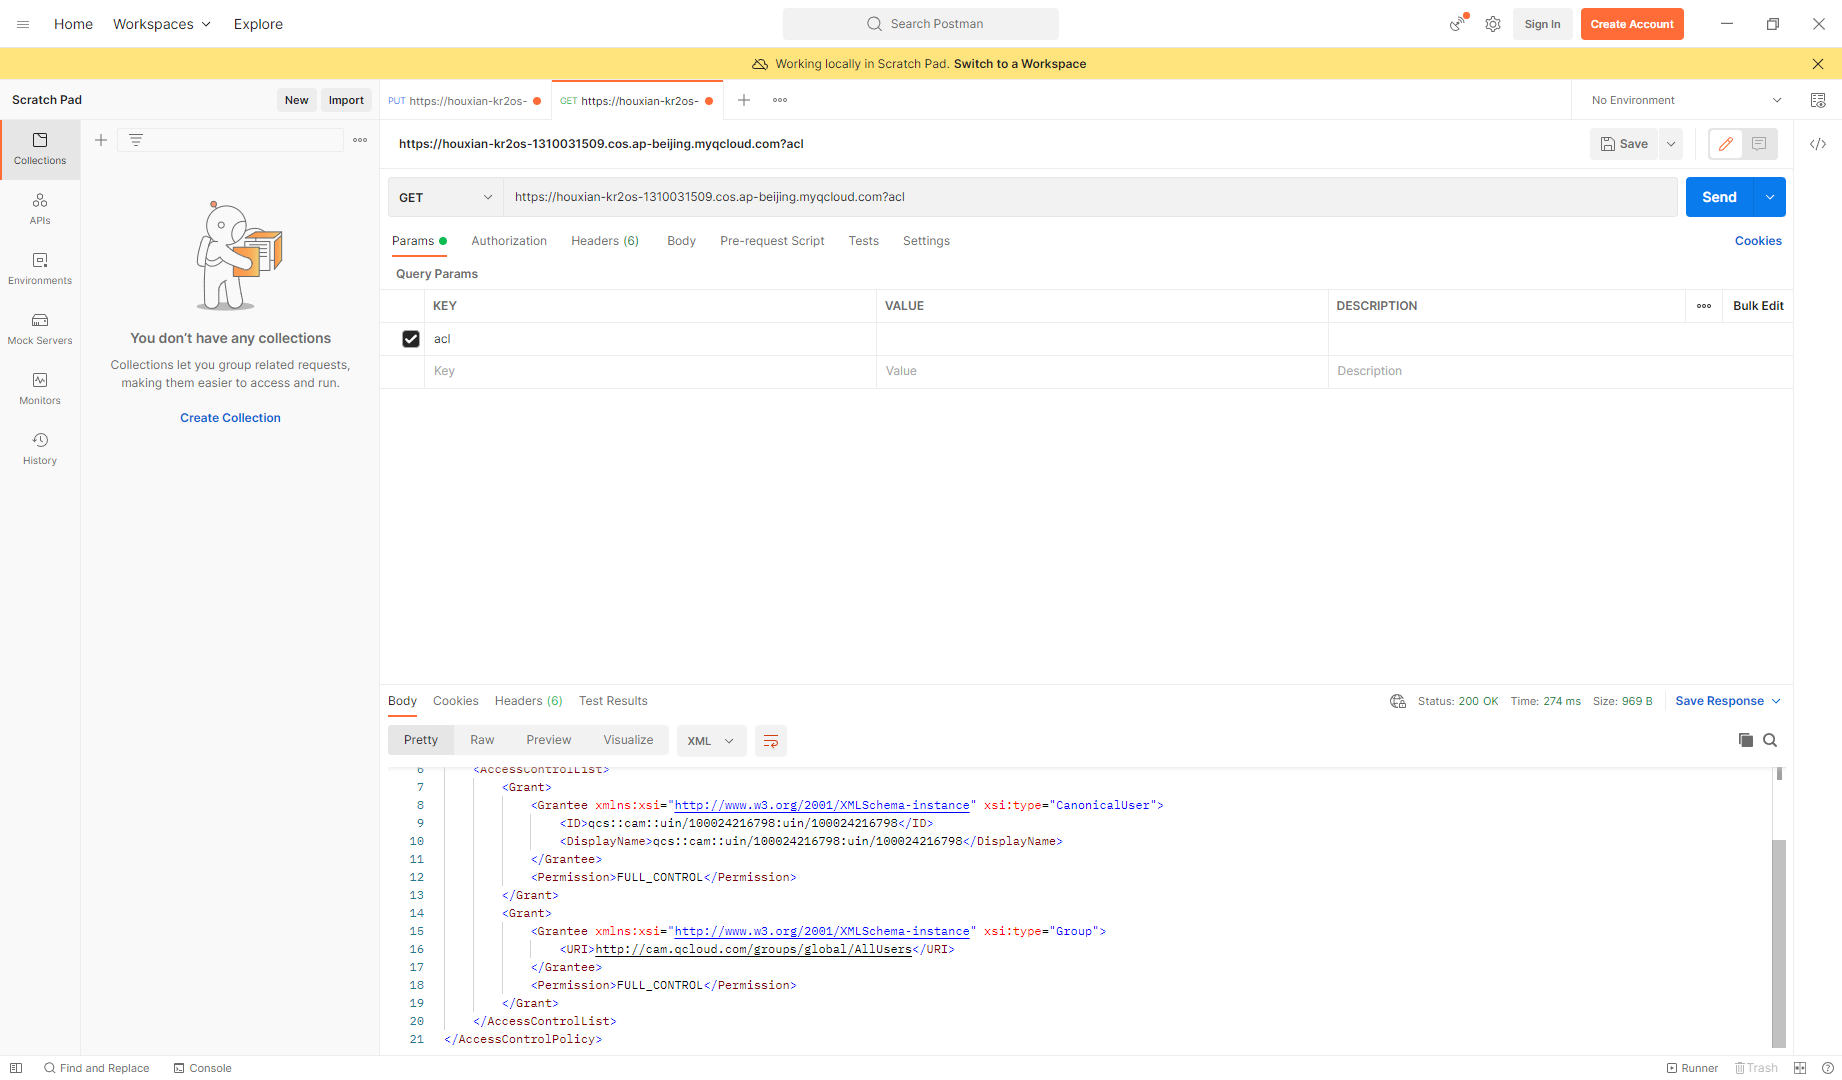 Home Workspaces Explore Search Postman Sign In Create Account
Working locally in Scratch Pad. Switch to a Workspace
Scratch Pad New Import
PUT https://houxian-kr2os- GET https://houxian-kr2os- No Environment
Collections
APIs
Environments
Mock Servers
Monitors
History
You don't have any collections
Collections let you group related requests,
making them easier to access and run.
Create Collection
https://houxian-kr2os-1310031509.cos.ap-beijing.myqcloud.com?acl Save
GET https://houxian-kr2os-1310031509.cos.ap-beijing.myqcloud.com?acl Send
Params Authorization Headers (6) Body Pre-request Script Tests Settings Cookies
Query Params
KEY VALUE DESCRIPTION Bulk Edit
acl
Key Value Description
Body Cookies Headers (6) Test Results Status: 200 OK Time: 274 ms Size: 969 B Save Response
Pretty Raw Preview Visualize XML
6 <AccessControlList>
7 <Grant>
8 <Grantee xmlns:xsi="http://www.w3.org/2001/XMLSchema-instance" xsi:type="CanonicalUser">
9 <ID>qcs::cam::uin/100024216798:uin/100024216798</ID>
10 <DisplayName>qcs::cam::uin/100024216798:uin/100024216798</DisplayName>
11 </Grantee>
12 <Permission>FULL_CONTROL</Permission>
13 </Grant>
14 <Grant>
15 <Grantee xmlns:xsi="http://www.w3.org/2001/XMLSchema-instance" xsi:type="Group">
16 <URI>http://cam.qcloud.com/groups/global/AllUsers</URI>
17 </Grantee>
18 <Permission>FULL_CONTROL</Permission>
19 </Grant>
20 </AccessControlList>
21 </AccessControlPolicy>
Find and Replace Console Runner Trash